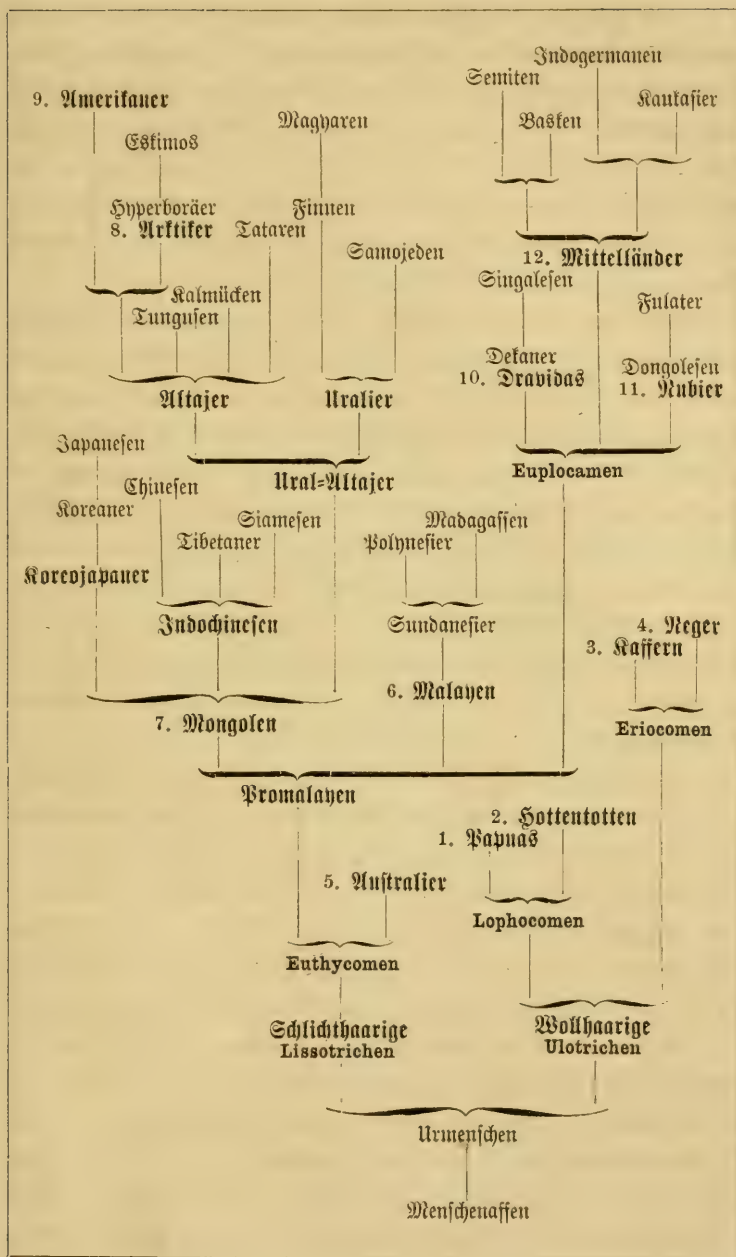 Indogermanen
Semiten
9. Amerikaner
Kaukasier
Magyaren
Basken
Eskimos
Hyperboräer
Finnen
8. Arktiker
Tataren
Samojeden
12. Mittelländer
Singalesen
Kalmücken
Fulater
Tungusen
Dekaner
Dongolesen
10. Dravidas
11. Nubier
Altajer
Uralier
Japanesen
Euplocamen
Ural-Altajer
Chinesen
Koreaner
Siamesen
Madagassen
Tibetaner
Polynesier
Koreojapaner
Indochinesen
Sundanesier
4. Neger
3. Kaffern
6. Malayen
7. Mongolen
Eriocomen
Promalayen
2. Hottentotten
1. Papuas
5. Australier
Lophocomen
Euthycomen
Schlichthaarige
Wollhaarige
Lissotrichen
Ulotrichen
Urmenschen
Menschenaffen